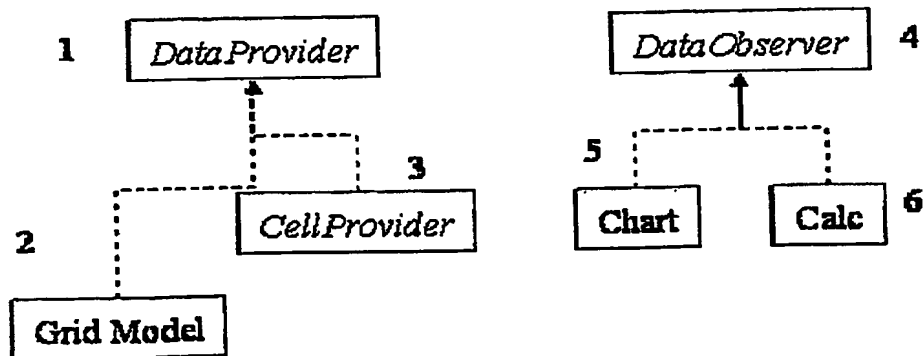 1 DataProvider
DataObserver 4
3
5
CellProvider
Chart
Calc 6
2
Grid Model